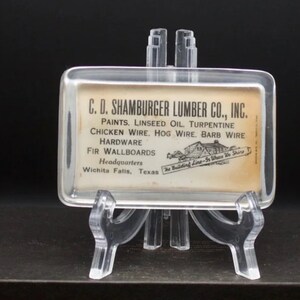 C. D. SHAMBURGER LUMBER CO., INC.
PAINTS, LINSEED OIL, TURPENTINE
CHICKEN WIRE, HOG WIRE, BARB WIRE
HARDWARE
FIR WALLBOARDS
Headquarters
Wichita Falls, Texas